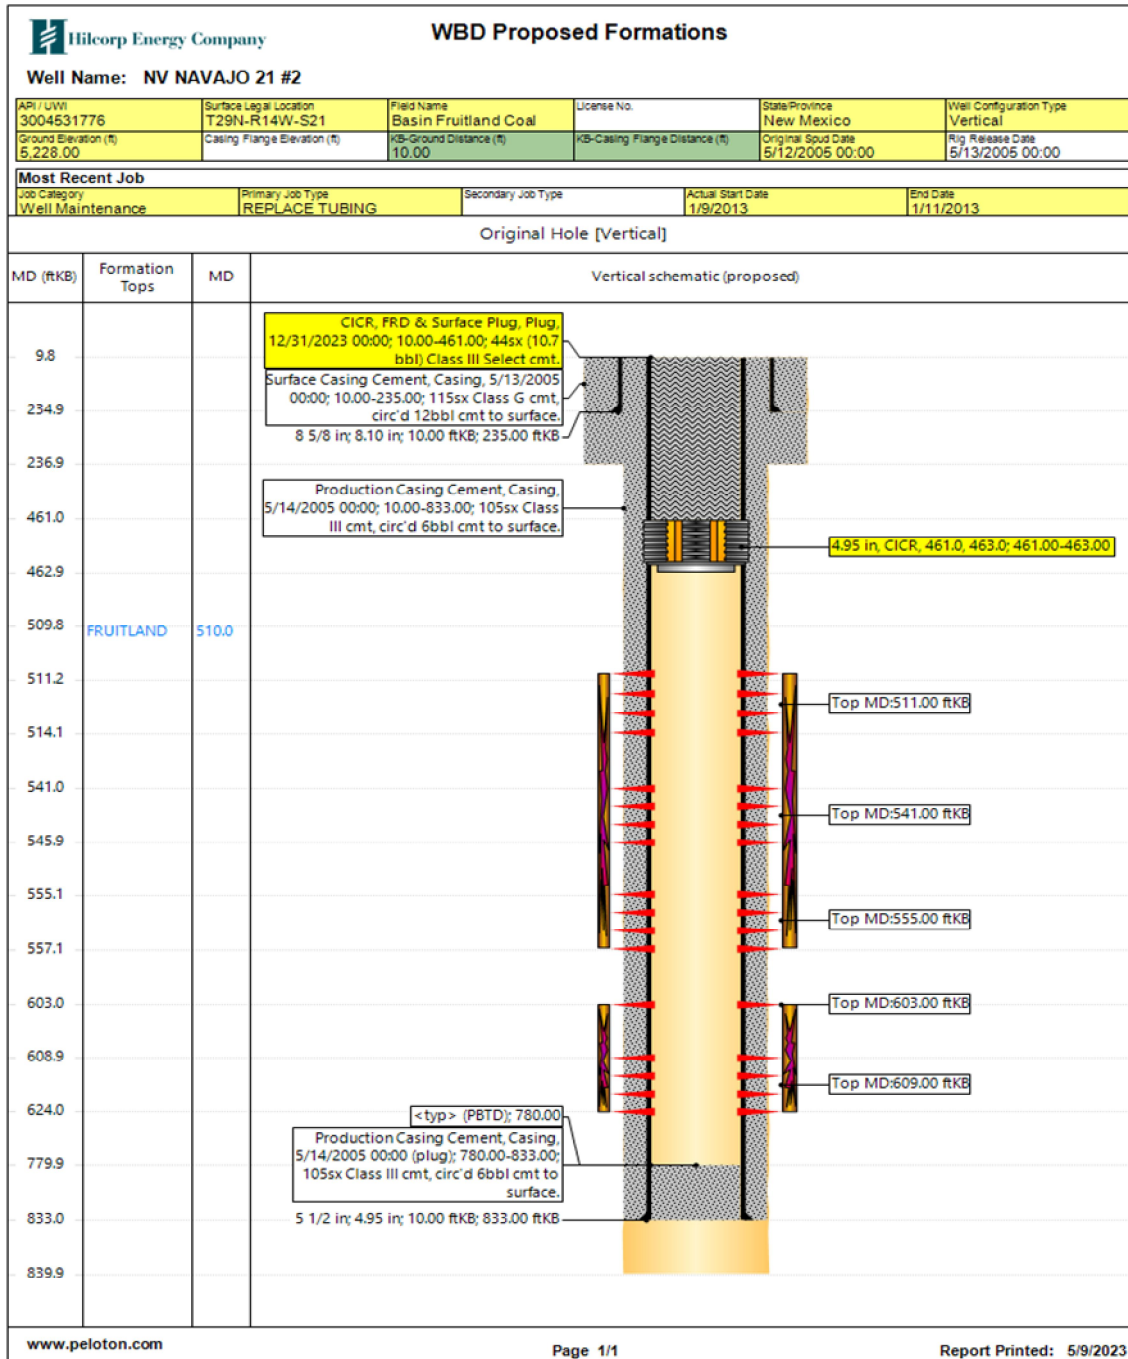 Hilcorp Energy Company
WBD Proposed Formations
Well Name: NV NAVAJO 21 #2
API / UWI
3004531776
Surface Legal Location
T29N-R14W-S21
Field Name
Basin Fruitland Coal
License No.
State/Province
New Mexico
Well Configuration Type
Vertical
Ground Elevation (ft)
5,228.00
Casing Flange Elevation (ft)
KB-Ground Distance (ft)
10.00
KB-Casing Flange Distance (ft)
Original Spud Date
5/12/2005 00:00
Rig Release Date
5/13/2005 00:00
Most Recent Job
Job Category
Well Maintenance
Primary Job Type
REPLACE TUBING
Secondary Job Type
Actual Start Date
1/9/2013
End Date
1/11/2013
Original Hole [Vertical]
MD (ftKB)
Formation
Tops
MD
Vertical schematic (proposed)
CICR, FRD & Surface Plug, Plug,
12/31/2023 00:00; 10.00-461.00; 44sx (10.7
bbl) Class III Select cmt.
9.8
Surface Casing Cement, Casing, 5/13/2005
00:00; 10.00-235.00; 115sx Class G cmt,
circ'd 12bbl cmt to surface.
234.9
8 5/8 in; 8.10 in; 10.00 ftKB; 235.00 ftKB
236.9
Production Casing Cement, Casing,
5/14/2005 00:00; 10.00-833.00; 105sx Class
III cmt, circ'd 6bbl cmt to surface.
461.0
4.95 in, CICR, 461.0, 463.0; 461.00-463.00
462.9
509.8
FRUITLAND
510.0
511.2
Top MD:511.00 ftKB
514.1
541.0
Top MD:541.00 ftKB
545.9
555.1
Top MD:555.00 ftKB
557.1
603.0
Top MD:603.00 ftKB
608.9
Top MD:609.00 ftKB
624.0
<typ> (PBTD); 780.00
Production Casing Cement, Casing,
5/14/2005 00:00 (plug); 780.00-833.00;
105sx Class III cmt, circ'd 6bbl cmt to
surface.
779.9
833.0
5 1/2 in; 4.95 in; 10.00 ftKB; 833.00 ftKB
839.9
www.peloton.com
Page 1/1
Report Printed: 5/9/2023